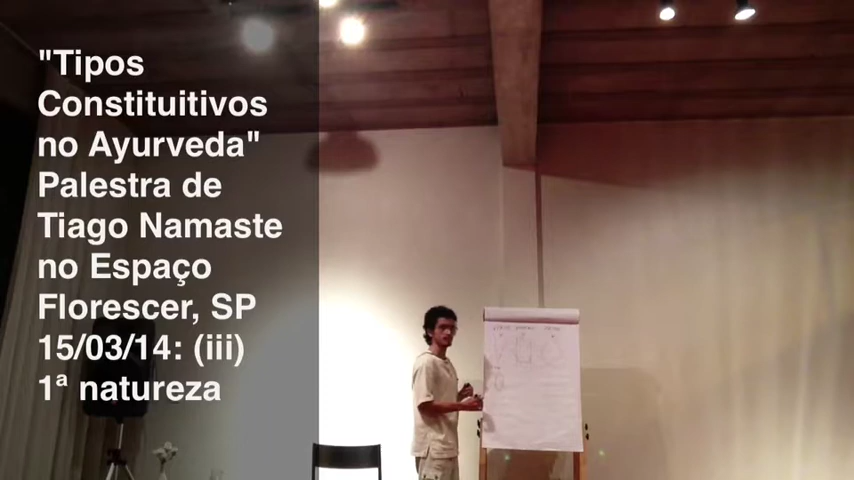 "Tipos
Constituitivos
no Ayurveda"
Palestra de
Tiago Namaste
no Espaço
Florescer, SP
15/03/14: (iii)
1ª natureza